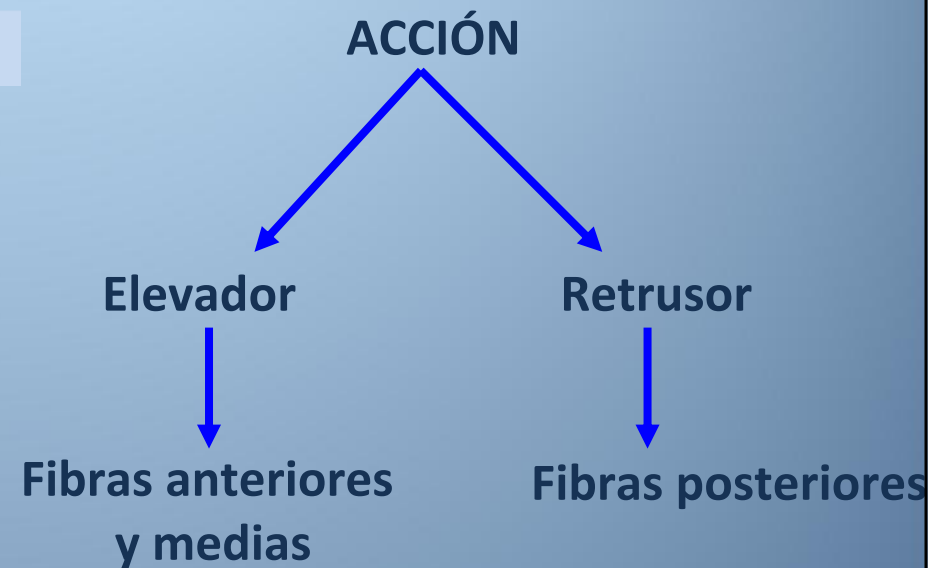 ACCIÓN
Elevador
Retrusor
Fibras anteriores
y medias
Fibras posteriores